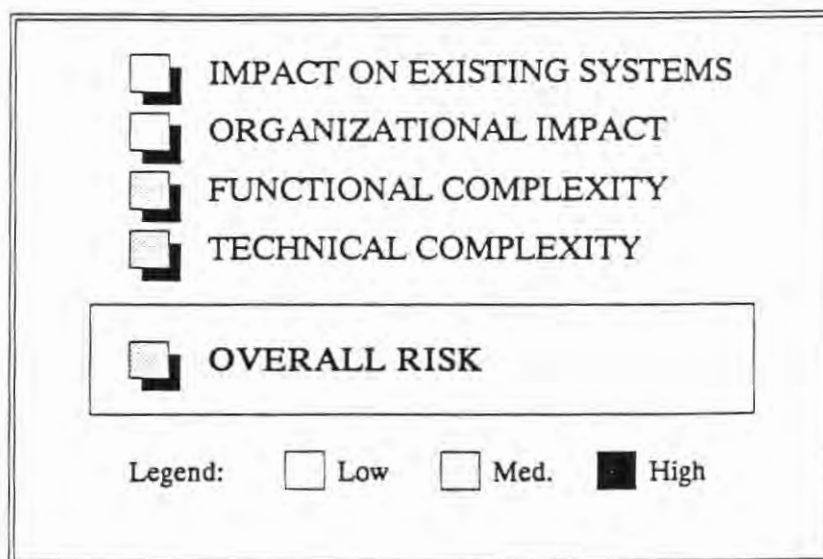 IMPACT ON EXISTING SYSTEMS
ORGANIZATIONAL IMPACT
FUNCTIONAL COMPLEXITY
TECHNICAL COMPLEXITY
OVERALL RISK
Legend: Low Med. High